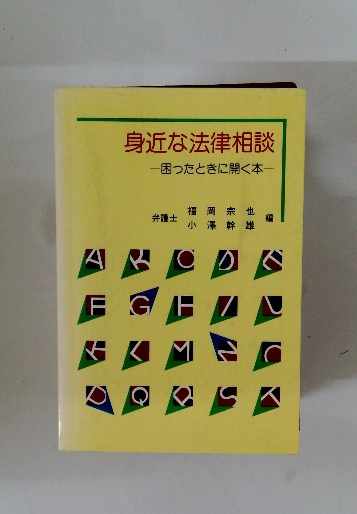 身近な法律相談
—困ったときに開く本—
弁護士 福岡宗也 編
小澤幹雄
A K O D E
F G F I L
K L M N C
D Q Q S T